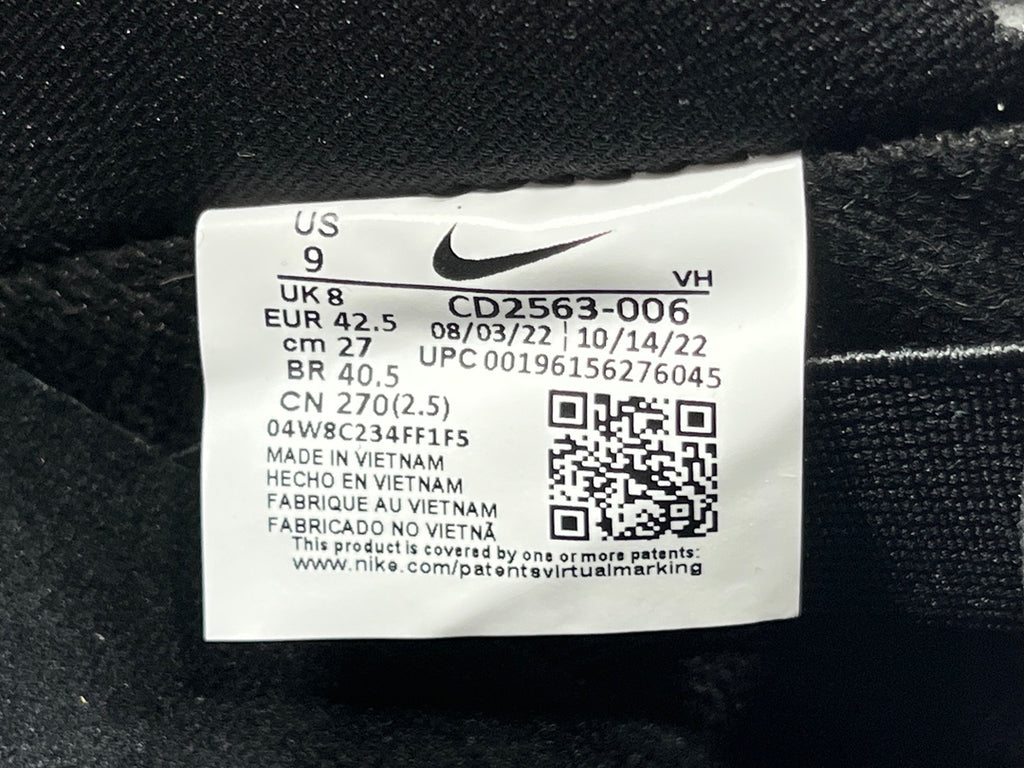 US
9
VH
UK 8
CD2563-006
EUR 42.5
08/03/22 | 10/14/22
cm 27
UPC 00196156276045
BR 40.5
CN 270(2.5)
04W8C234FF1F5
MADE IN VIETNAM
HECHO EN VIETNAM
FABRIQUE AU VIETNAM
FABRICADO NO VIETNÃ
This product is covered by one or more patents:
www.nike.com/patentsvirtualmarking